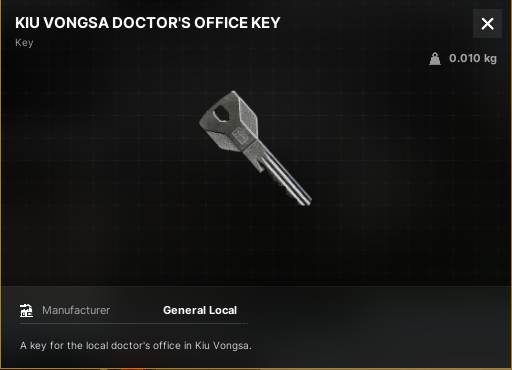 KIU VONGSA DOCTOR'S OFFICE KEY
Key
0.010 kg
Manufacturer General Local
A key for the local doctor's office in Kiu Vongsa.